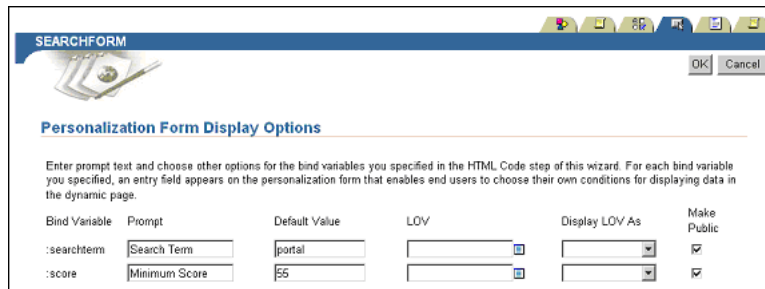 SEARCHFORM
OK Cancel
Personalization Form Display Options
Enter prompt text and choose other options for the bind variables you specified in the HTML Code step of this wizard. For each bind variable
you specified, an entry field appears on the personalization form that enables end users to choose their own conditions for displaying data in
the dynamic page.
Bind Variable Prompt Default Value LOV Display LOV As Make Public
:searchterm Search Term portal
:score Minimum Score 55